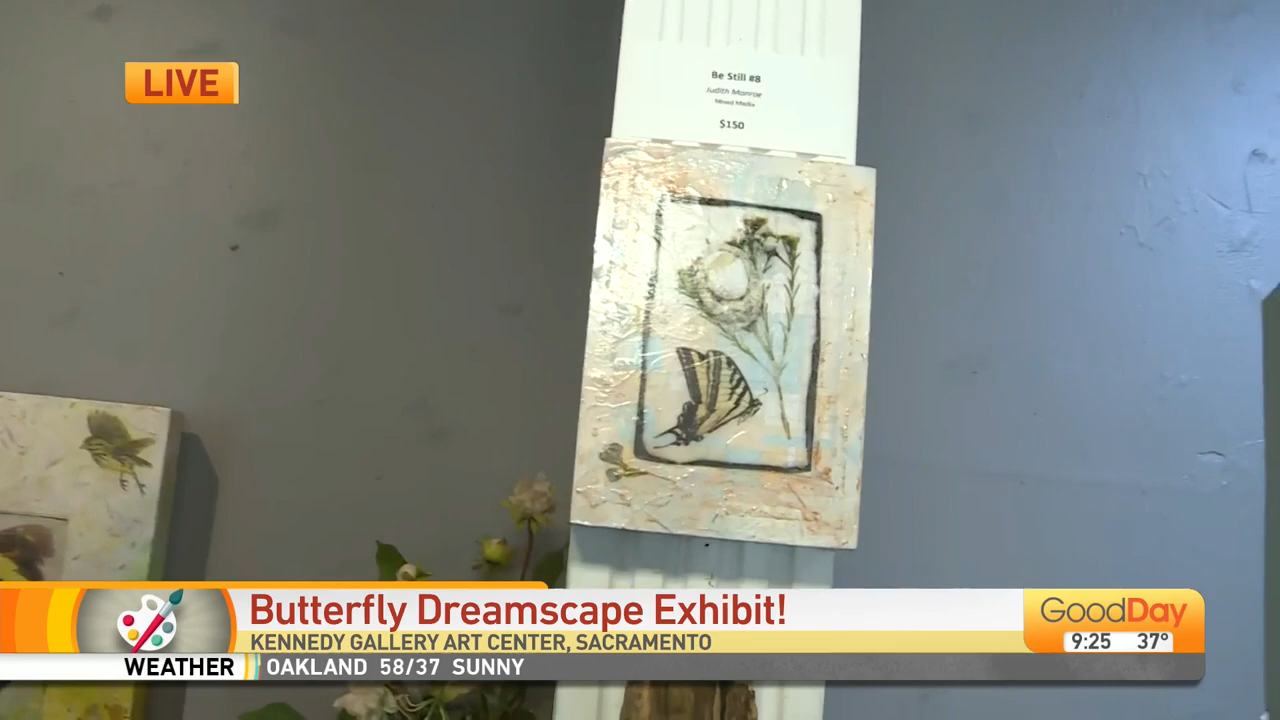 LIVE
Be Still #8
Judith Monroe
Mixed Media
$150
Butterfly Dreamscape Exhibit!
KENNEDY GALLERY ART CENTER, SACRAMENTO
GoodDay
9:25 37°
WEATHER OAKLAND 58/37 SUNNY